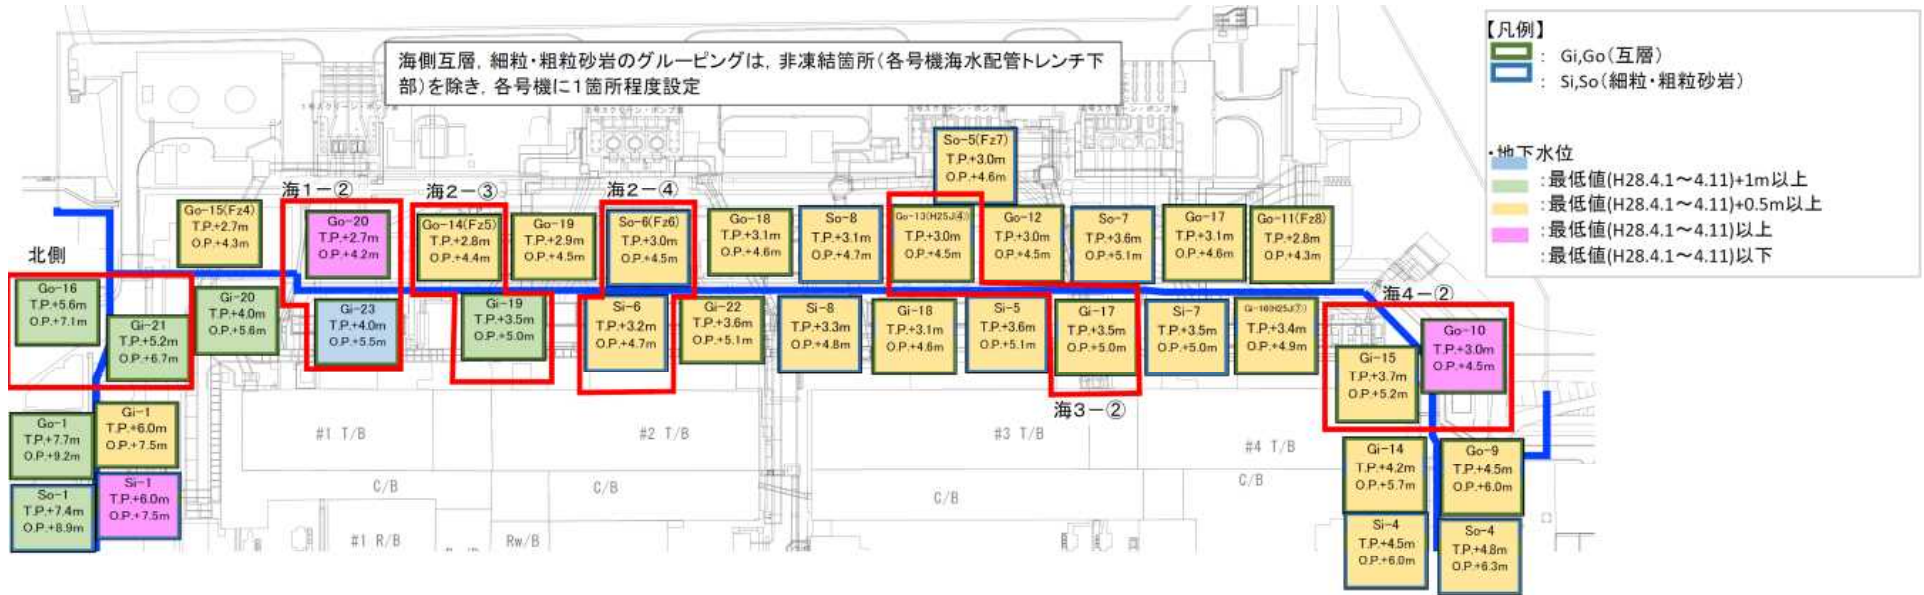 海側互層，細粒・粗粒砂岩のグルーピングは，非凍結箇所（各号機海水配管トレンチ下
部）を除き，各号機に１箇所程度設定
【凡例】
： Gi,Go（互層）
： Si,So（細粒・粗粒砂岩）
・地下水位
：最低値(H28.4.1～4.11)+1m以上
：最低値(H28.4.1～4.11)+0.5m以上
：最低値(H28.4.1～4.11)以上
：最低値(H28.4.1～4.11)以下
So-5(Fz7)
T.P.+3.0m
O.P.+4.6m
海１－②
海２－③
海２－④
Go-15(Fz4)
T.P.+2.7m
O.P.+4.3m
Go-20
T.P.+2.7m
O.P.+4.2m
Go-14(Fz5)
T.P.+2.8m
O.P.+4.4m
Go-19
T.P.+2.9m
O.P.+4.5m
So-6(Fz6)
T.P.+3.0m
O.P.+4.5m
Go-18
T.P.+3.1m
O.P.+4.6m
So-8
T.P.+3.1m
O.P.+4.7m
Go-13(H25J④)
T.P.+3.0m
O.P.+4.5m
Go-12
T.P.+3.0m
O.P.+4.5m
So-7
T.P.+3.6m
O.P.+5.1m
Go-17
T.P.+3.1m
O.P.+4.6m
Go-11(Fz8)
T.P.+2.8m
O.P.+4.3m
北側
Go-16
T.P.+5.6m
O.P.+7.1m
Gi-21
T.P.+5.2m
O.P.+6.7m
Gi-20
T.P.+4.0m
O.P.+5.6m
Gi-23
T.P.+4.0m
O.P.+5.5m
Gi-19
T.P.+3.5m
O.P.+5.0m
Si-6
T.P.+3.2m
O.P.+4.7m
Gi-22
T.P.+3.6m
O.P.+5.1m
Si-8
T.P.+3.3m
O.P.+4.8m
Gi-18
T.P.+3.1m
O.P.+4.6m
Si-5
T.P.+3.6m
O.P.+5.1m
Gi-17
T.P.+3.5m
O.P.+5.0m
Si-7
T.P.+3.5m
O.P.+5.0m
Gi-16(H25J⑦)
T.P.+3.4m
O.P.+4.9m
海４－②
Gi-15
T.P.+3.7m
O.P.+5.2m
Go-10
T.P.+3.0m
O.P.+4.5m
海３－②
Go-1
T.P.+7.7m
O.P.+9.2m
Gi-1
T.P.+6.0m
O.P.+7.5m
So-1
T.P.+7.4m
O.P.+8.9m
Si-1
T.P.+6.0m
O.P.+7.5m
#1 T/B
#2 T/B
#3 T/B
#4 T/B
C/B
C/B
C/B
C/B
#1 R/B
Rw/B
Gi-14
T.P.+4.2m
O.P.+5.7m
Go-9
T.P.+4.5m
O.P.+6.0m
Si-4
T.P.+4.5m
O.P.+6.0m
So-4
T.P.+4.8m
O.P.+6.3m